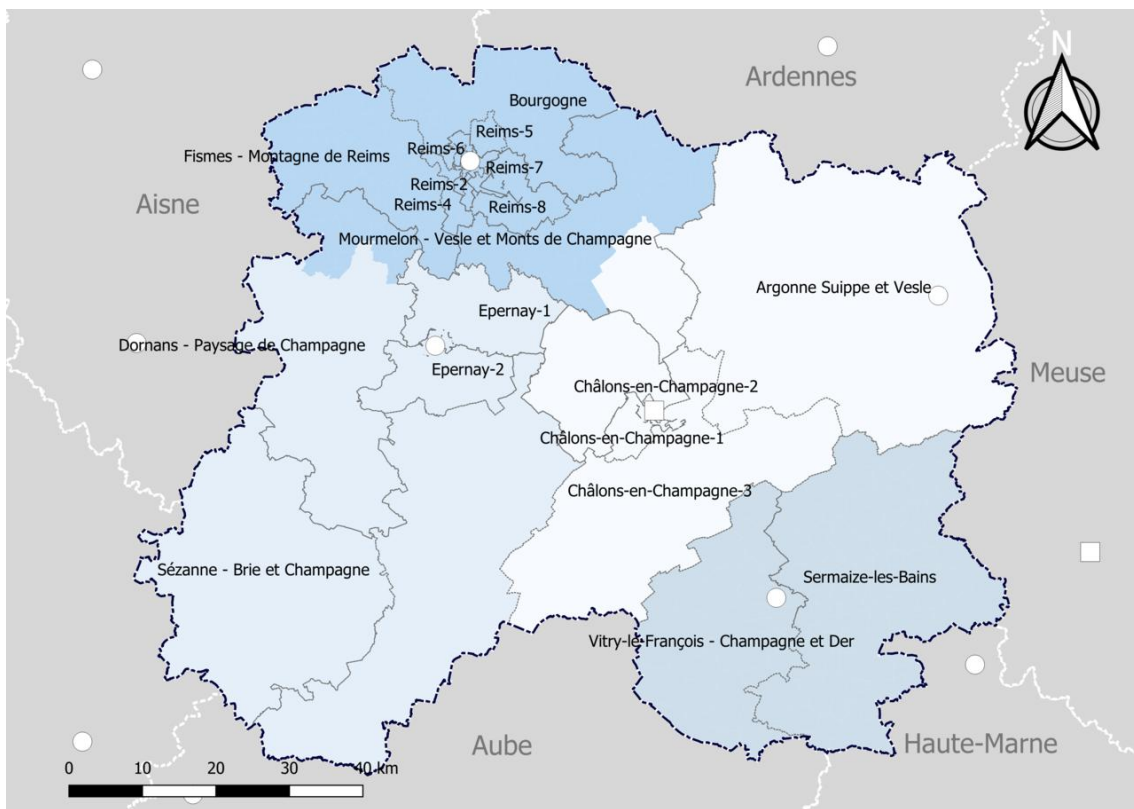 N
Ardennes
Bourgogne
Reims-5
Reims-6
Fismes - Montagne de Reims
Reims-7
Reims-2
Aisne
Reims-4
Reims-8
Mourmelon - Vesle et Monts de Champagne
Argonne Suippe et Vesle
Epernay-1
Dornans - Paysage de Champagne
Epernay-2
Meuse
Châlons-en-Champagne-2
Châlons-en-Champagne-1
Châlons-en-Champagne-3
Sézanne - Brie et Champagne
Sermaize-les-Bains
Vitry-le-François - Champagne et Der
Aube
Haute-Marne
0 10 20 30 40 km